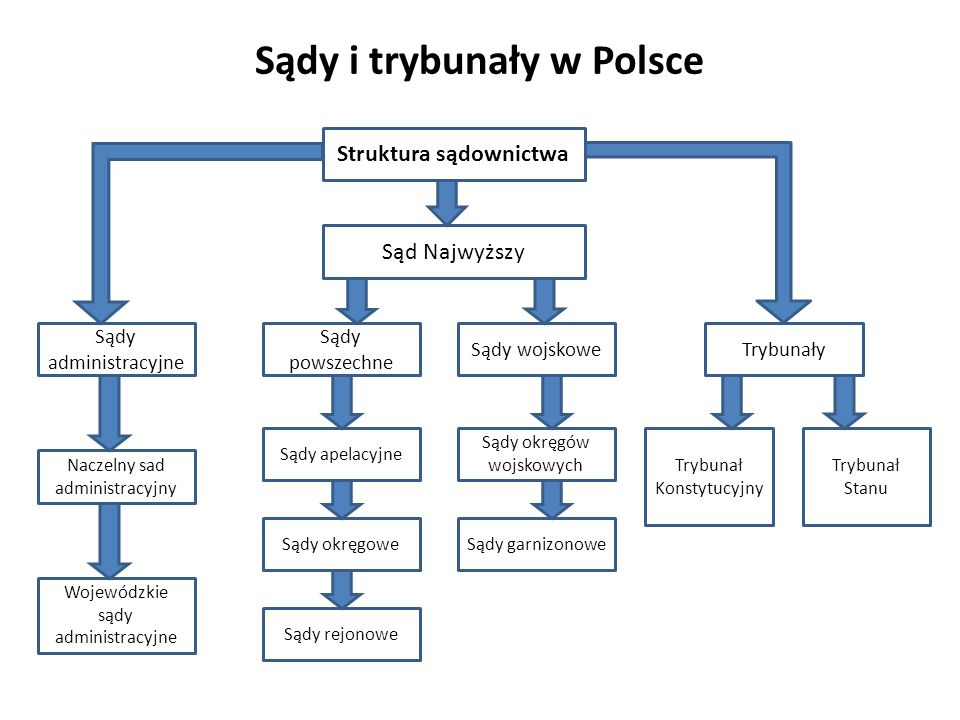 Sądy i trybunały w Polsce
Struktura sądownictwa
Sąd Najwyższy
Sądy
administracyjne
Sądy
powszechne
Sądy wojskowe
Trybunały
Naczelny sad
administracyjny
Sądy apelacyjne
Sądy okręgów
wojskowych
Trybunał
Konstytucyjny
Trybunał
Stanu
Sądy okręgowe
Sądy garnizonowe
Wojewódzkie
sądy
administracyjne
Sądy rejonowe